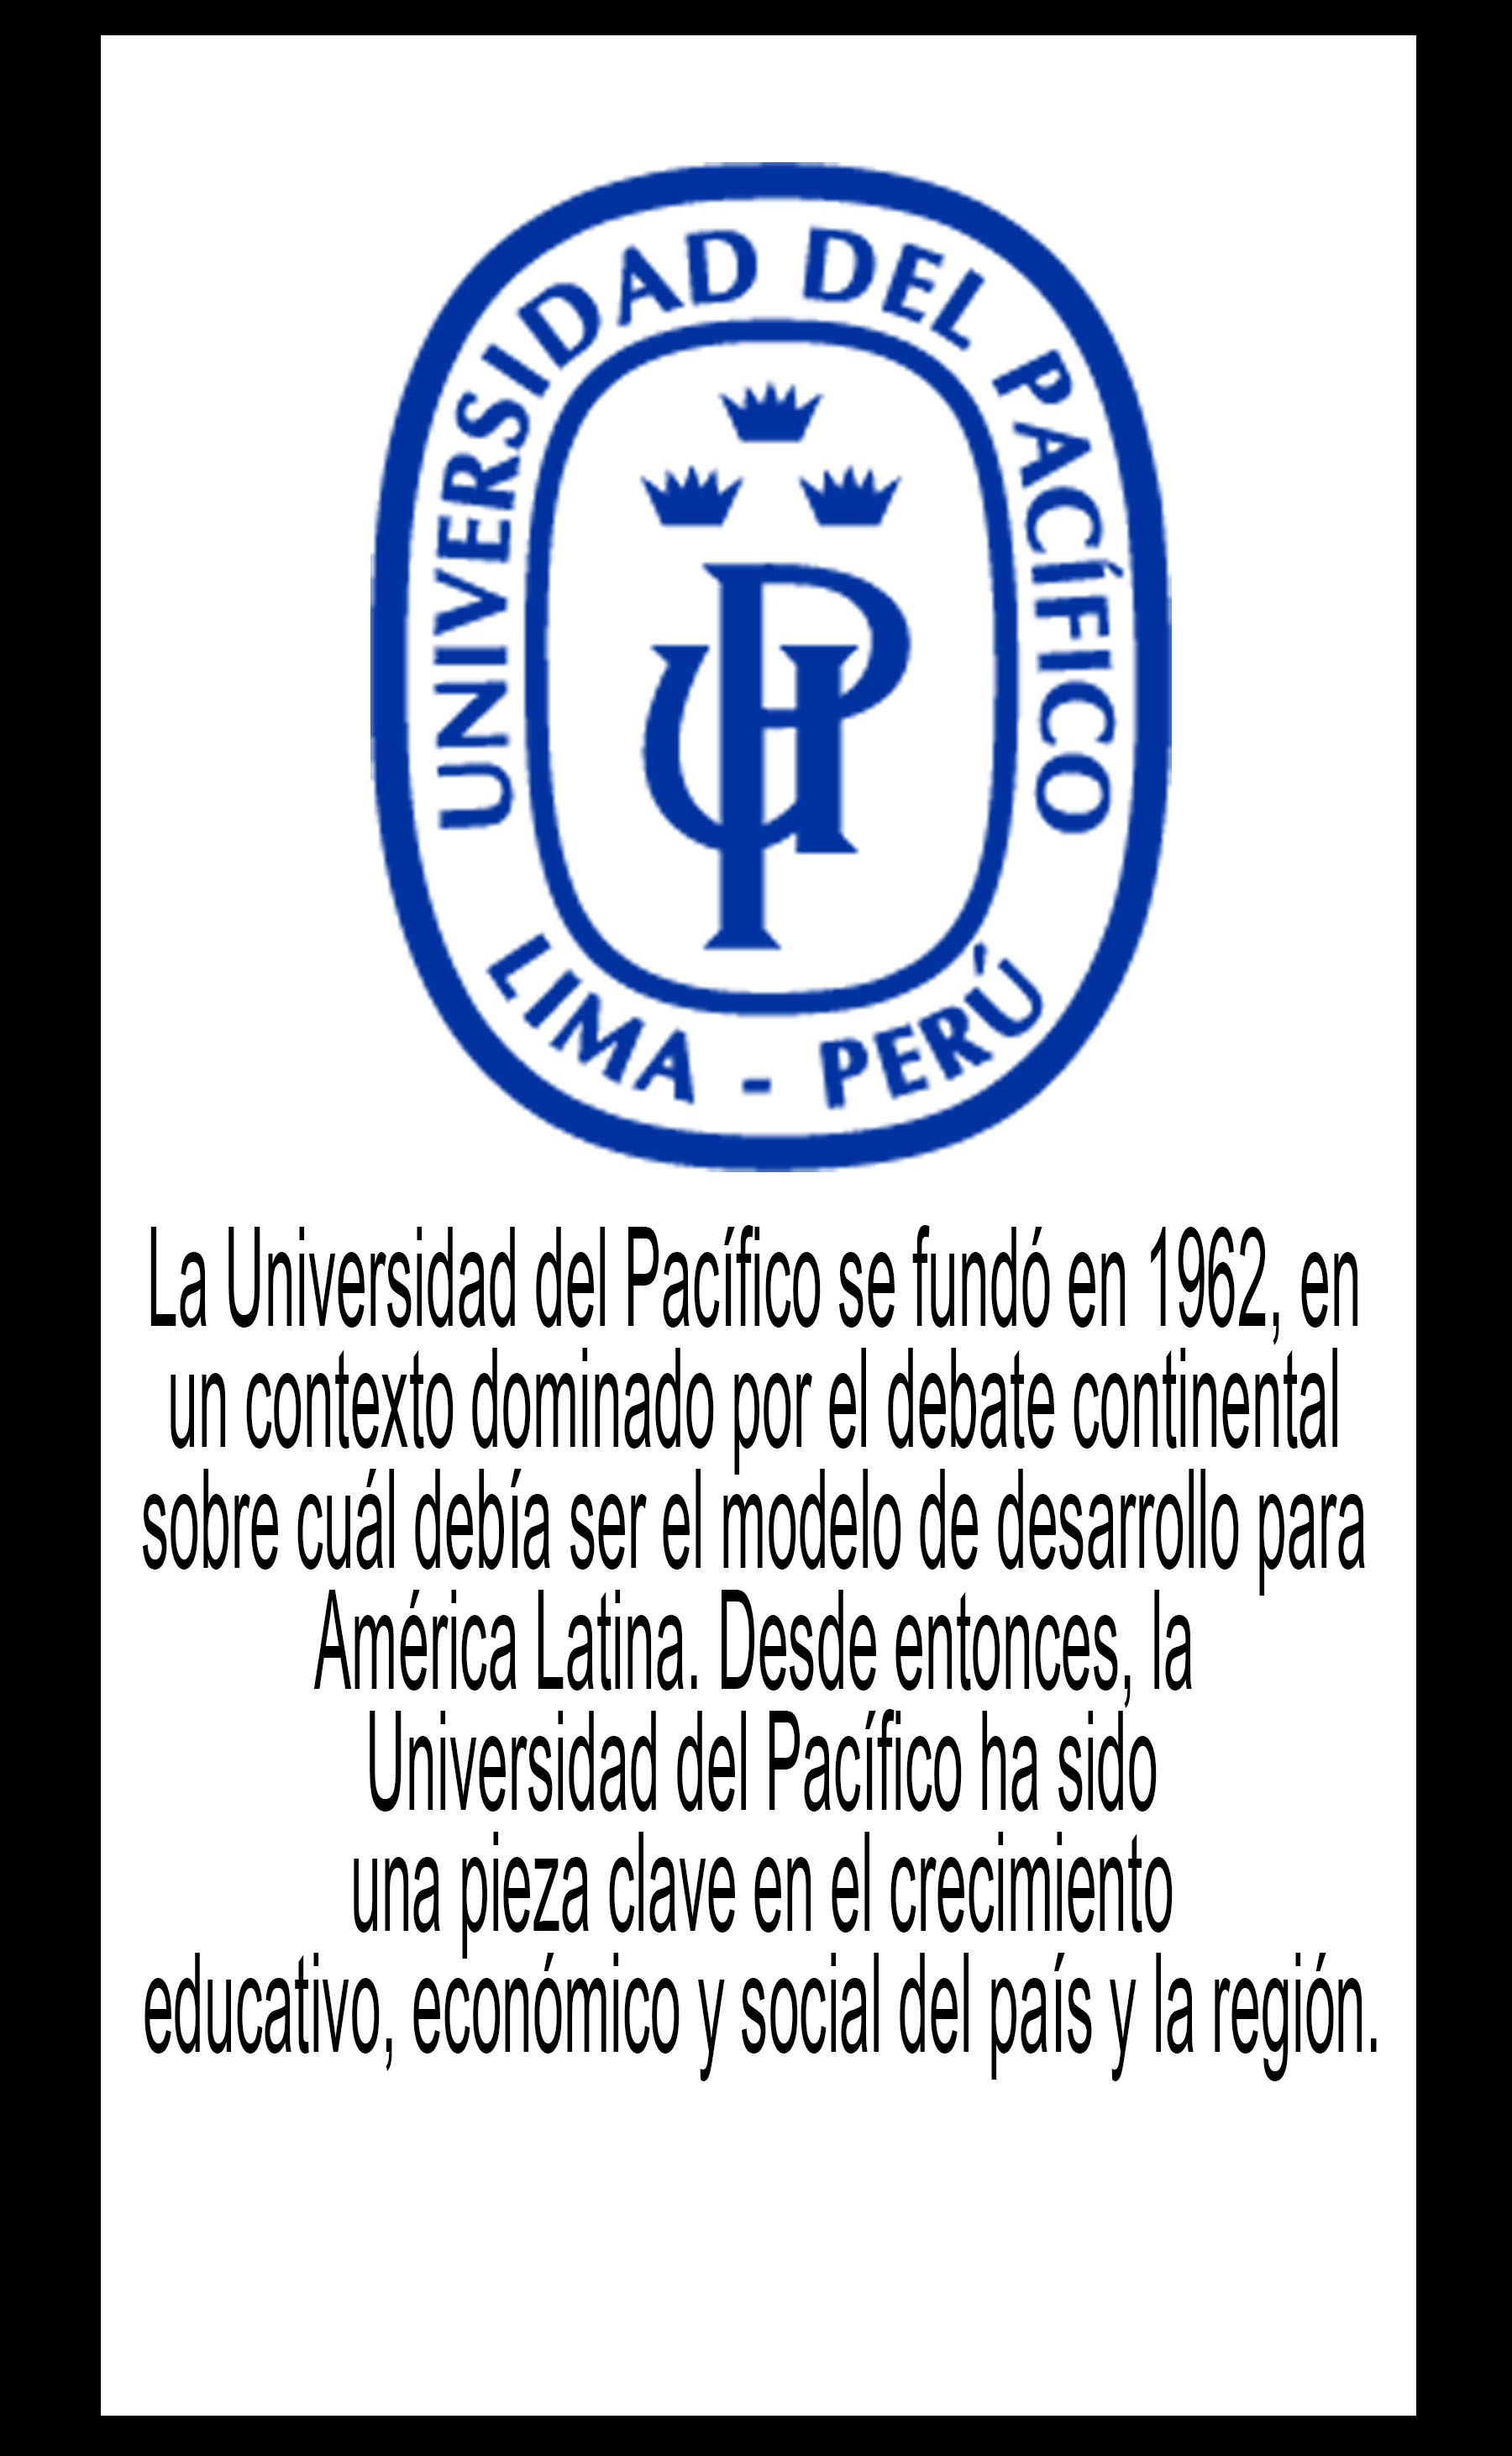 UNIVERSIDAD DEL PACÍFICO
UP
LIMA - PERÚ
La Universidad del Pacífico se fundó en 1962, en
un contexto dominado por el debate continental
sobre cuál debía ser el modelo de desarrollo para
América Latina. Desde entonces, la
Universidad del Pacífico ha sido
una pieza clave en el crecimiento
educativo, económico y social del país y la región.